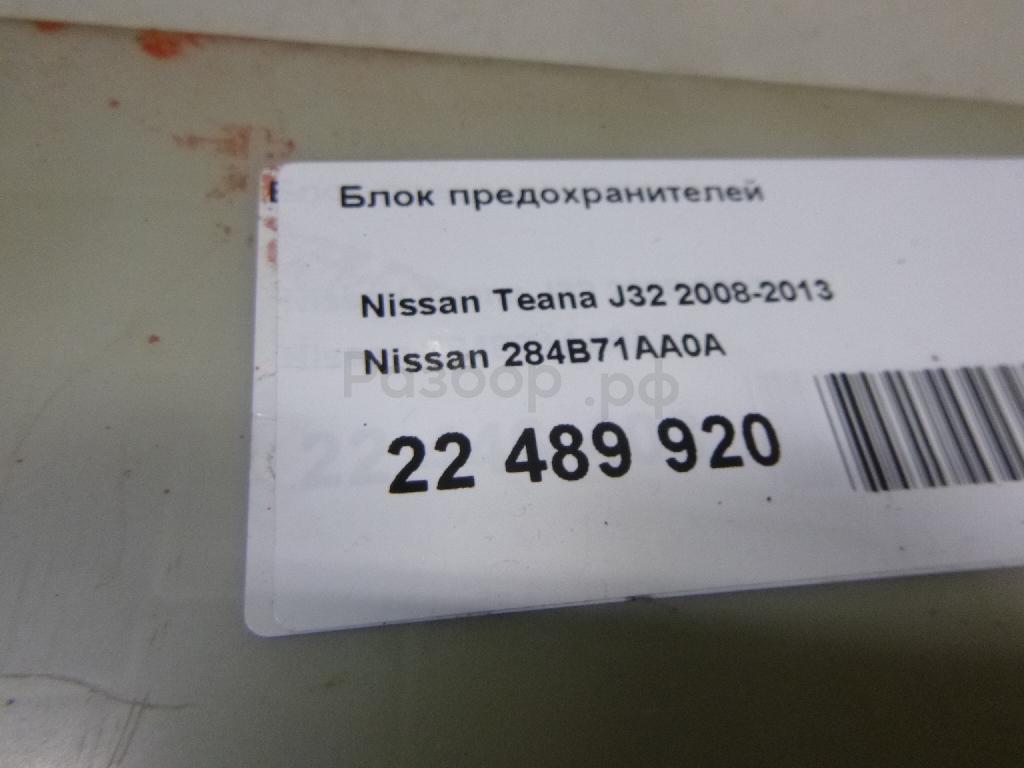 Блок предохранителей
Nissan Teana J32 2008-2013
Nissan 284B71AA0A
Разбор.рф
22 489 920